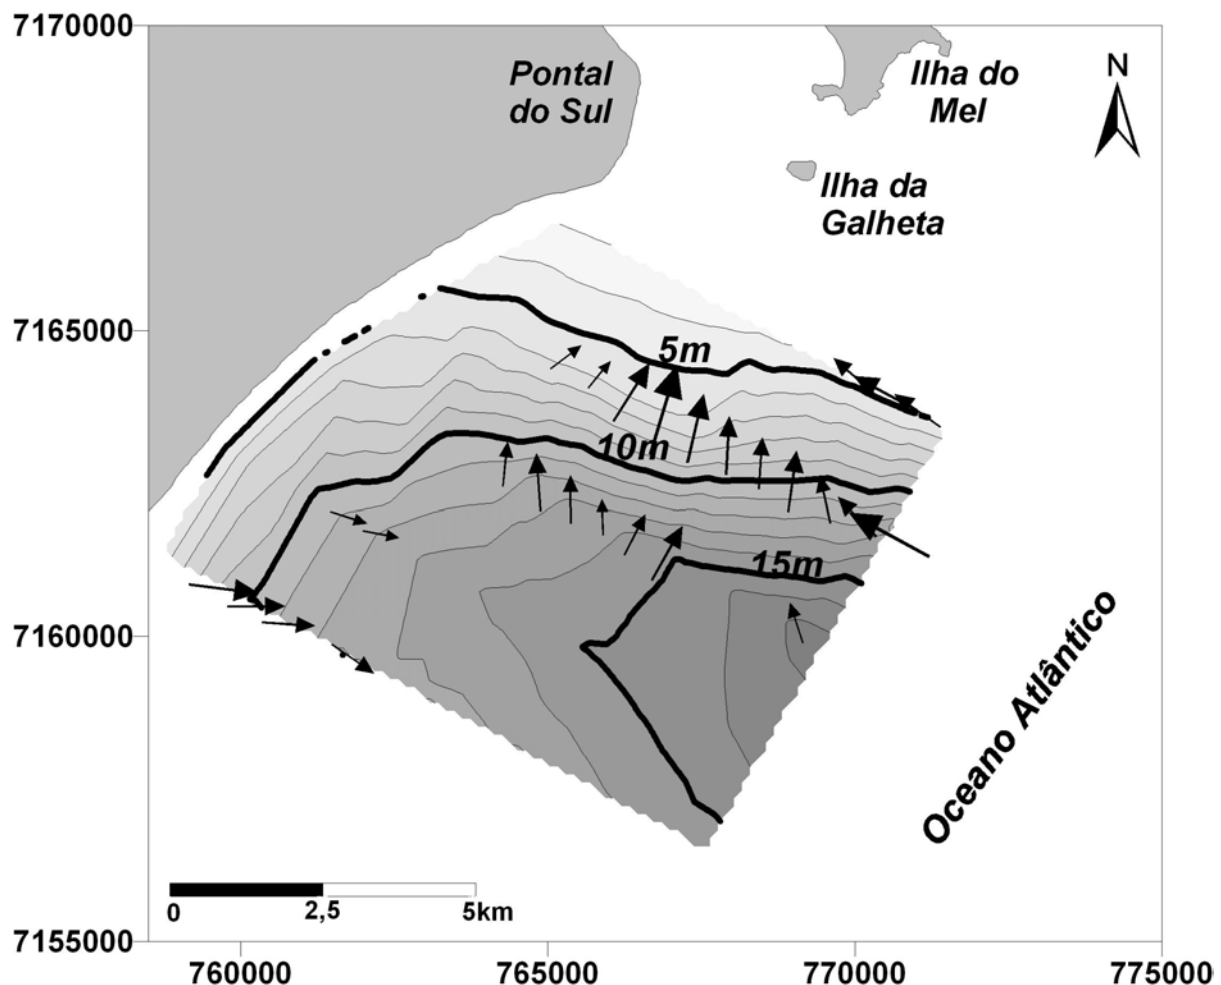 7170000
Pontal
do Sul
Ilha do
Mel
N
Ilha da
Galheta
7165000
5m
10m
15m
7160000
Oceano Atlântico
0
2,5
5km
7155000
760000
765000
770000
775000